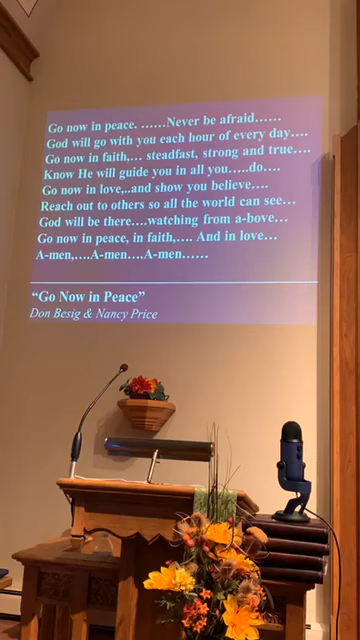 Go now in peace. ......Never be afraid......
God will go with you each hour of every day....
Go now in faith,... steadfast, strong and true....
Know He will guide you in all you.....do....
Go now in love,..and show you believe....
Reach out to others so all the world can see...
God will be there....watching from a-bove...
Go now in peace, in faith,.... And in love...
A-men,....A-men....A-men......
“Go Now in Peace”
Don Besig & Nancy Price